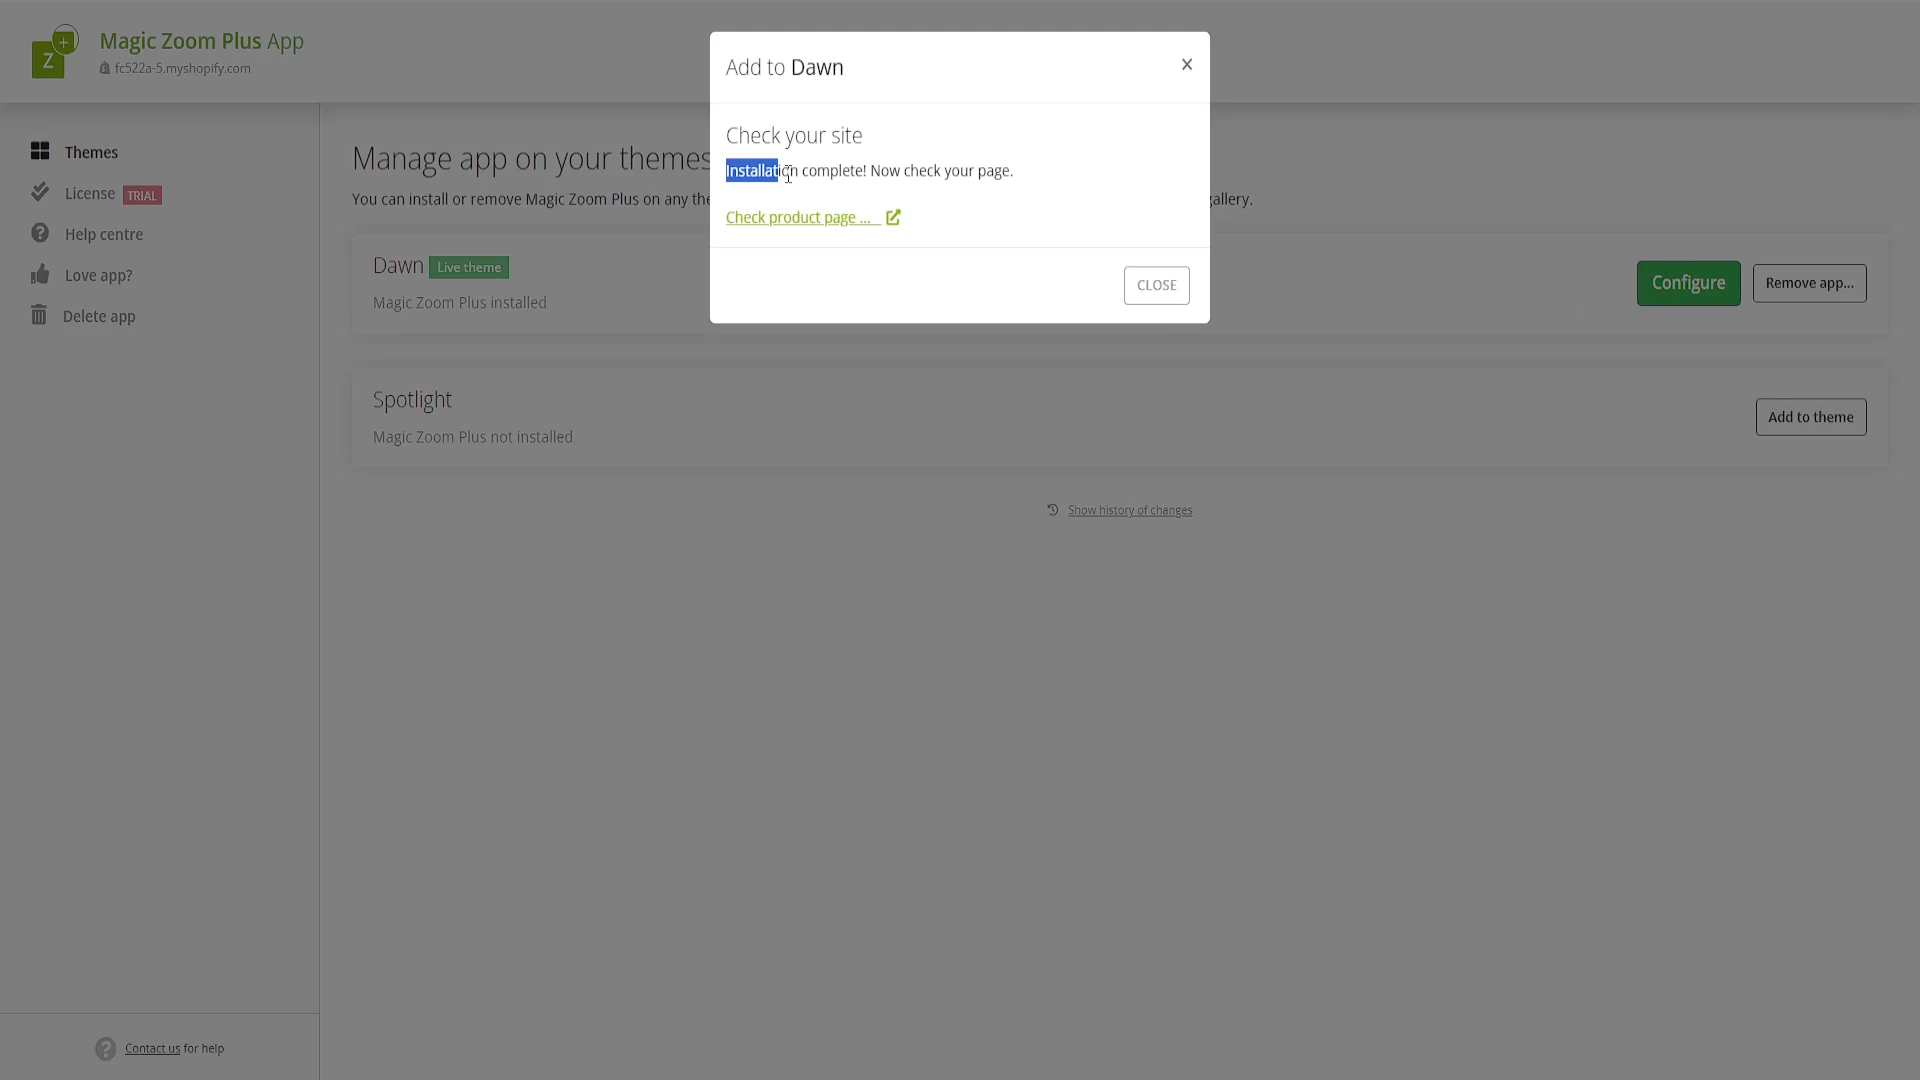 Z +
Magic Zoom Plus App
fc522a-5.myshopify.com
Themes
License TRIAL
Help centre
Love app?
Delete app
Contact us for help
Manage app on your themes
You can install or remove Magic Zoom Plus on any
gallery.
Dawn Live theme
Magic Zoom Plus installed
Configure
Remove app...
Spotlight
Magic Zoom Plus not installed
Add to theme
Show history of changes
Add to Dawn
Check your site
Installation complete! Now check your page.
Check product page ...
CLOSE